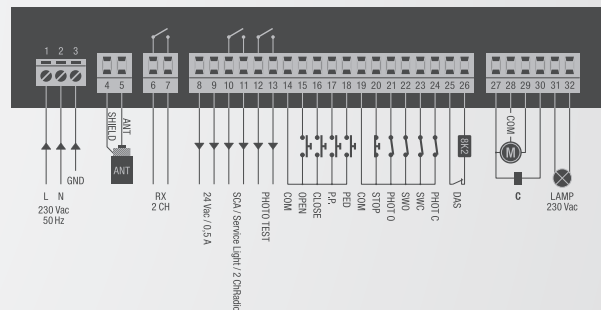 1 2 3
4 5
6 7
8 9 10 11 12 13 14 15 16 17 18 19 20 21 22 23 24 25 26
27 28 29 30 31 32
L N
GND
230 Vac
50 Hz
SHIELD
ANT
ANT
RX
2 CH
24 Vac / 0,5 A
SCA / Service Light / 2 ChRadio
PHOTO TEST
COM
OPEN
CLOSE
P.P.
PED
COM
STOP
PHOT O
SWO
SWC
PHOT C
DAS
8K2
COM
M
C
LAMP
230 Vac